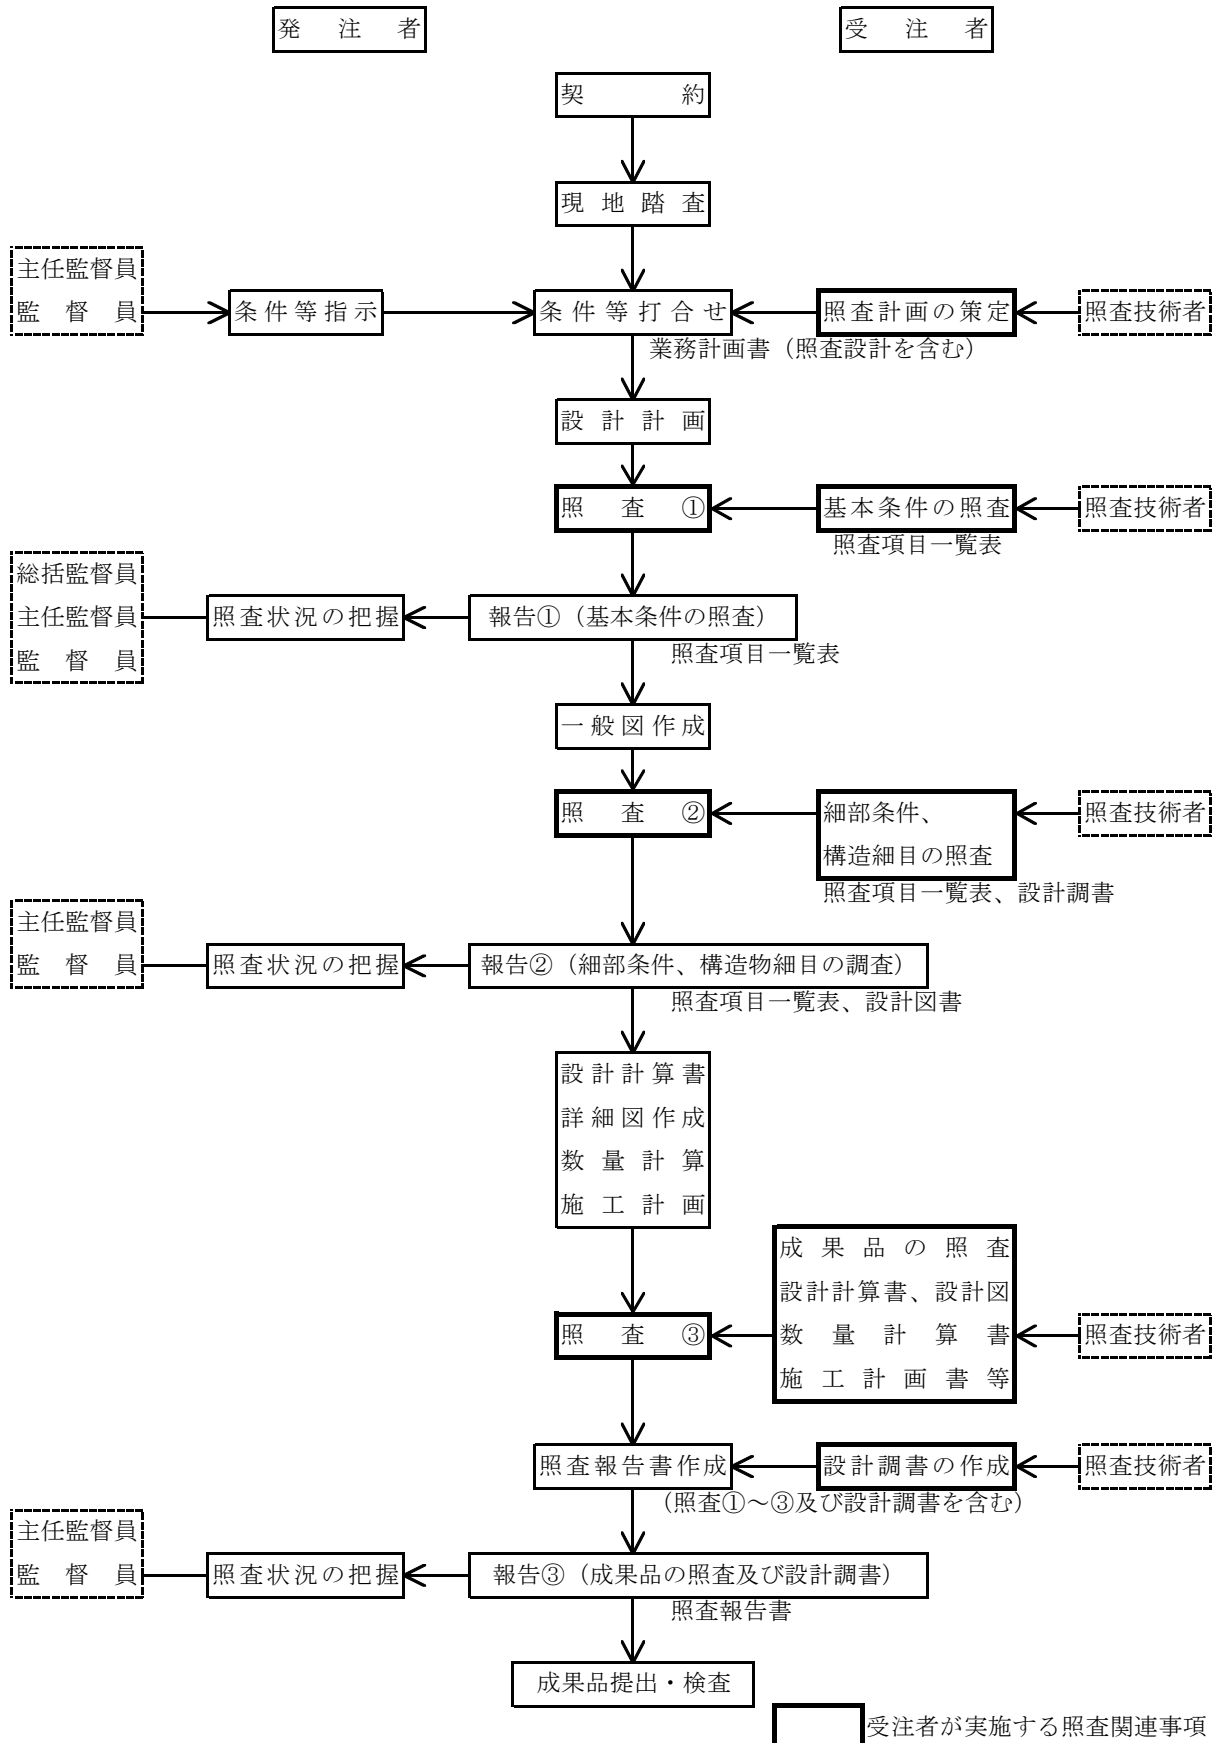 発注者
受注者
契約
現地踏査
主任監督員
監督員
条件等指示
条件等打合せ
照査計画の策定
照査技術者
業務計画書（照査設計を含む）
設計計画
照査①
基本条件の照査
照査技術者
照査項目一覧表
総括監督員
主任監督員
監督員
照査状況の把握
報告①（基本条件の照査）
照査項目一覧表
一般図作成
照査②
細部条件、
構造細目の照査
照査技術者
照査項目一覧表、設計調書
主任監督員
監督員
照査状況の把握
報告②（細部条件、構造物細目の調査）
照査項目一覧表、設計図書
設計計算書
詳細図作成
数量計算
施工計画
成果品の照査
設計計算書、設計図
数量計算書
施工計画書等
照査③
照査技術者
照査報告書作成
設計調書の作成
照査技術者
（照査①～③及び設計調書を含む）
主任監督員
監督員
照査状況の把握
報告③（成果品の照査及び設計調書）
照査報告書
成果品提出・検査
受注者が実施する照査関連事項